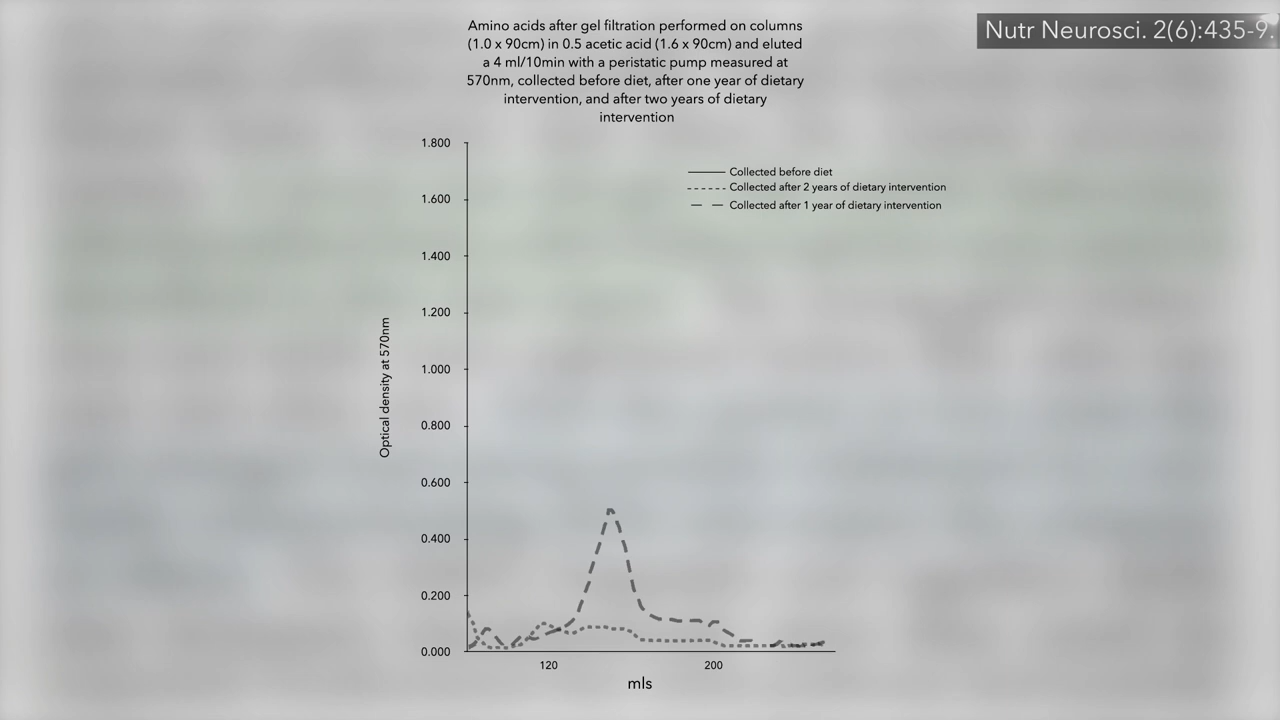 Nutr Neurosci. 2(6):435-9.
Amino acids after gel filtration performed on columns
(1.0 x 90cm) in 0.5 acetic acid (1.6 x 90cm) and eluted
a 4 ml/10min with a peristatic pump measured at
570nm, collected before diet, after one year of dietary
intervention, and after two years of dietary
intervention
1.800
1.600
1.400
1.200
1.000
0.800
0.600
0.400
0.200
0.000
Optical density at 570nm
Collected before diet
Collected after 2 years of dietary intervention
Collected after 1 year of dietary intervention
120
200
mls